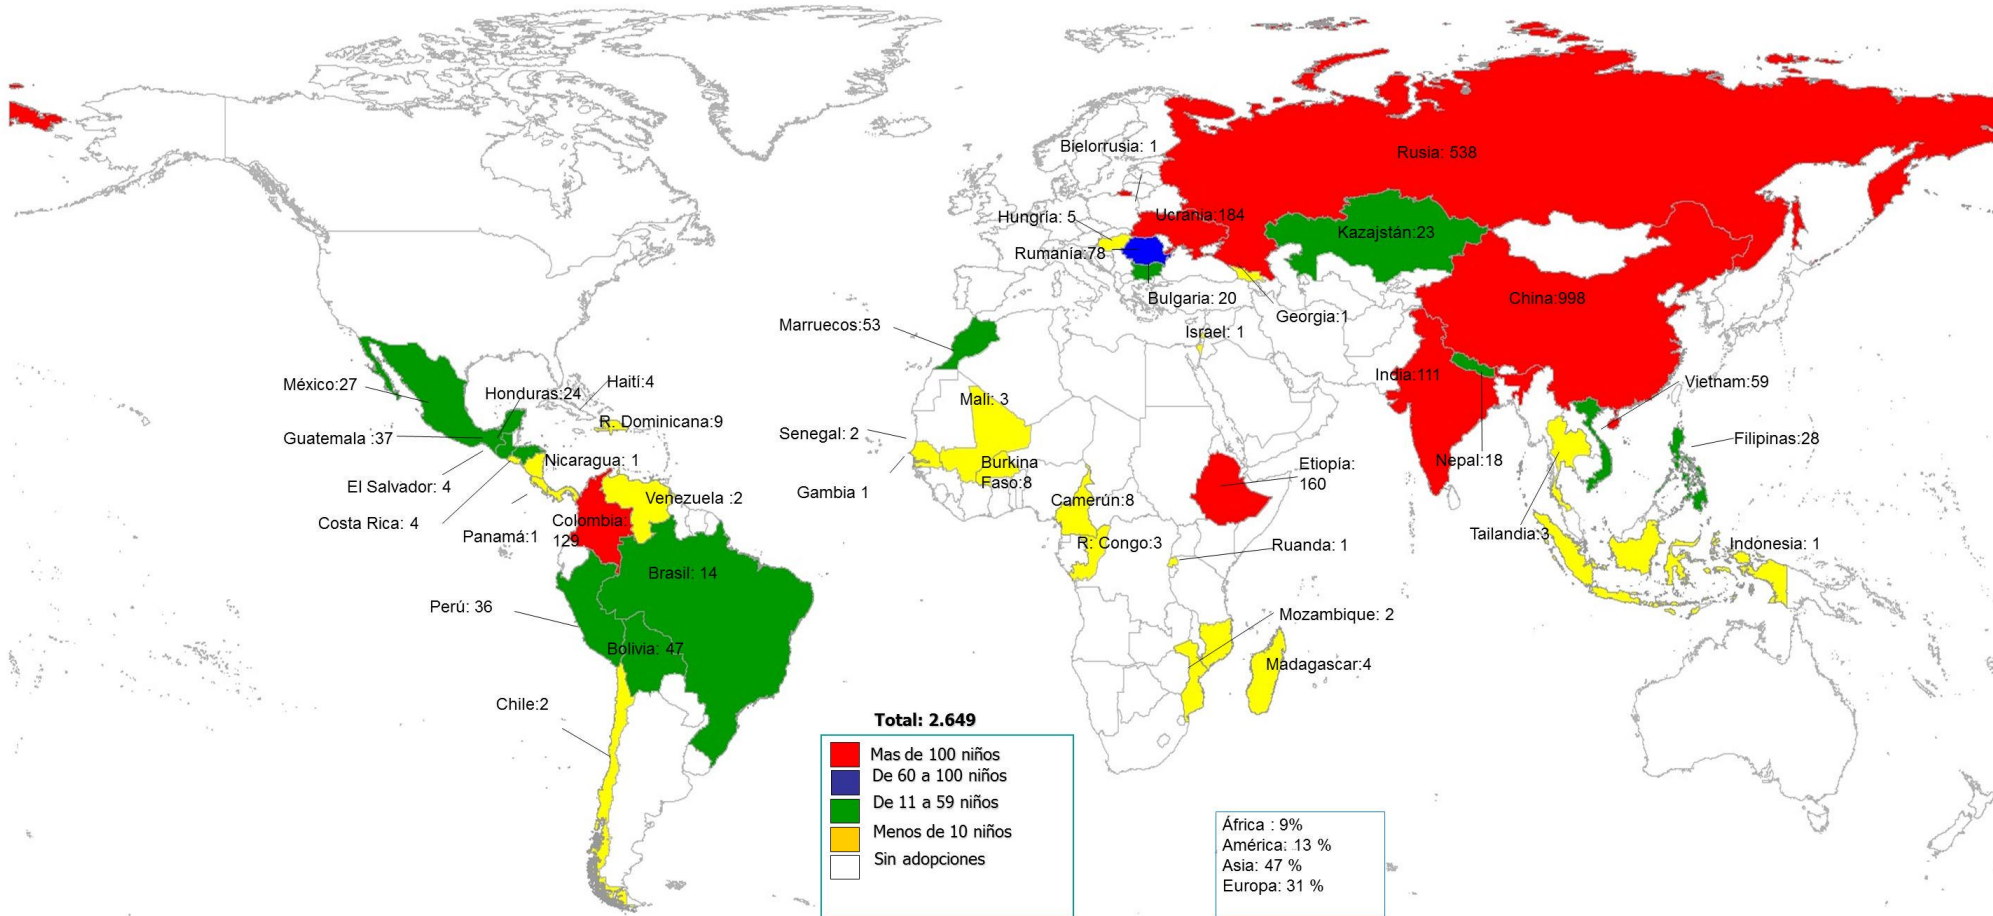 Bielorrusia: 1
Rusia: 538
Hungría: 5
Ucrania:184
Rumanía:78
Kazajstán:23
Bulgaria: 20
Georgia:1
China:998
Marruecos:53
Israel: 1
México:27
Honduras:24
Haití:4
India:111
Vietnam:59
Mali: 3
R. Dominicana:9
Guatemala :37
Senegal: 2
Filipinas:28
Nicaragua: 1
Burkina
Faso:8
Etiopía:
160
Nepal:18
El Salvador: 4
Venezuela :2
Gambia 1
Camerún:8
Costa Rica: 4
Panamá:1
Colombia:
129
R. Congo:3
Ruanda: 1
Tailandia:3
Indonesia: 1
Brasil: 14
Perú: 36
Mozambique: 2
Bolivia: 47
Madagascar:4
Chile:2
Total: 2.649
Mas de 100 niños
De 60 a 100 niños
De 11 a 59 niños
Menos de 10 niños
Sin adopciones
África : 9%
América: 13 %
Asia: 47 %
Europa: 31 %